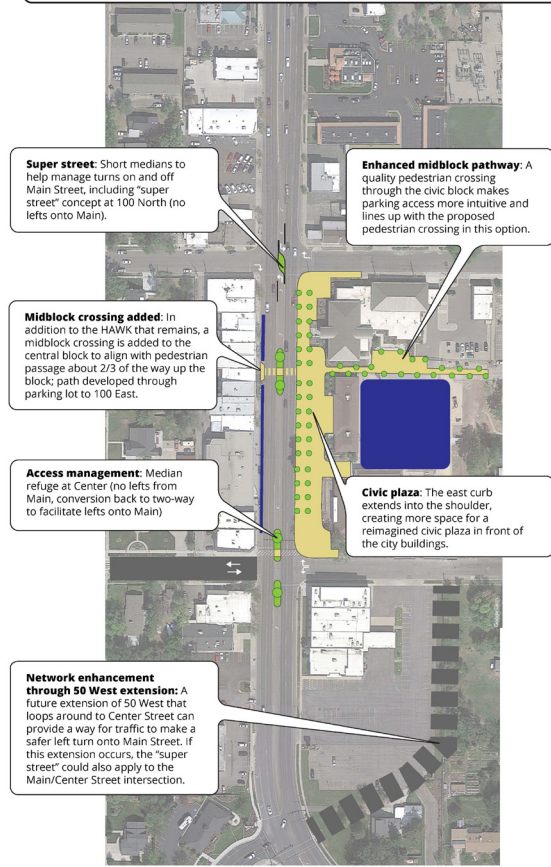 Super street: Short medians to
help manage turns on and off
Main Street, including “super
street” concept at 100 North (no
lefts onto Main).
Enhanced midblock pathway: A
quality pedestrian crossing
through the civic block makes
parking access more intuitive and
lines up with the proposed
pedestrian crossing in this option.
Midblock crossing added: In
addition to the HAWK that remains, a
midblock crossing is added to the
central block to align with pedestrian
passage about 2/3 of the way up the
block; path developed through
parking lot to 100 East.
Access management: Median
refuge at Center (no lefts from
Main, conversion back to two-way
to facilitate lefts onto Main)
Civic plaza: The east curb
extends into the shoulder,
creating more space for a
reimagined civic plaza in front of
the city buildings.
Network enhancement
through 50 West extension: A
future extension of 50 West that
loops around to Center Street can
provide a way for traffic to make a
safer left turn onto Main Street. If
this extension occurs, the “super
street” could also apply to the
Main/Center Street intersection.